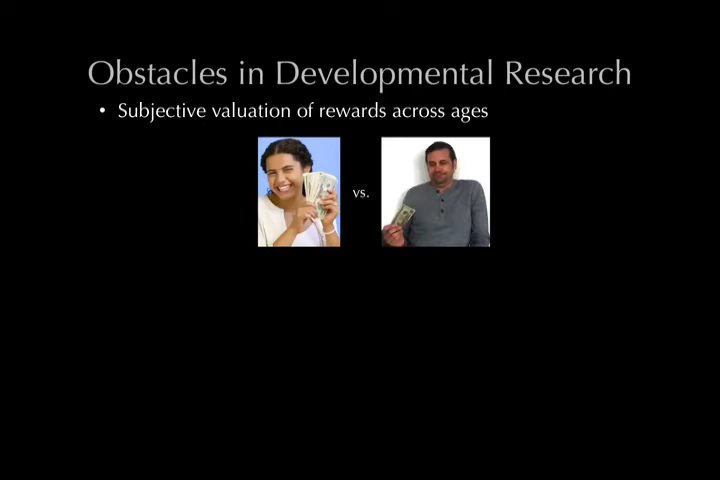 Obstacles in Developmental Research
• Subjective valuation of rewards across ages
vs.